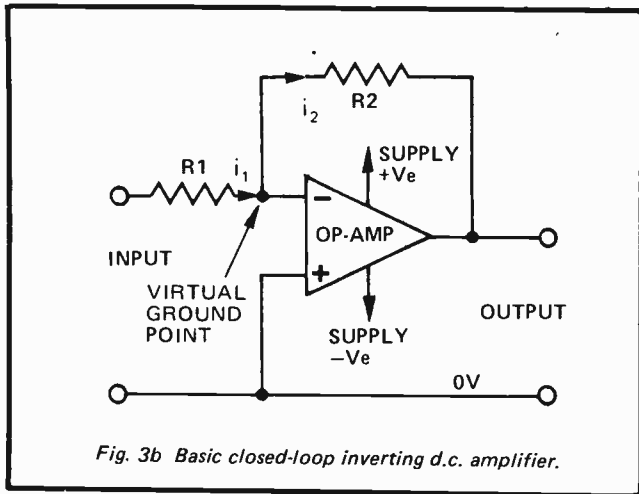 R2
i₂
R1
i₁
SUPPLY
+Ve
−
OP-AMP
+
INPUT
VIRTUAL
GROUND
POINT
SUPPLY
−Ve
OUTPUT
0V
Fig. 3b Basic closed-loop inverting d.c. amplifier.